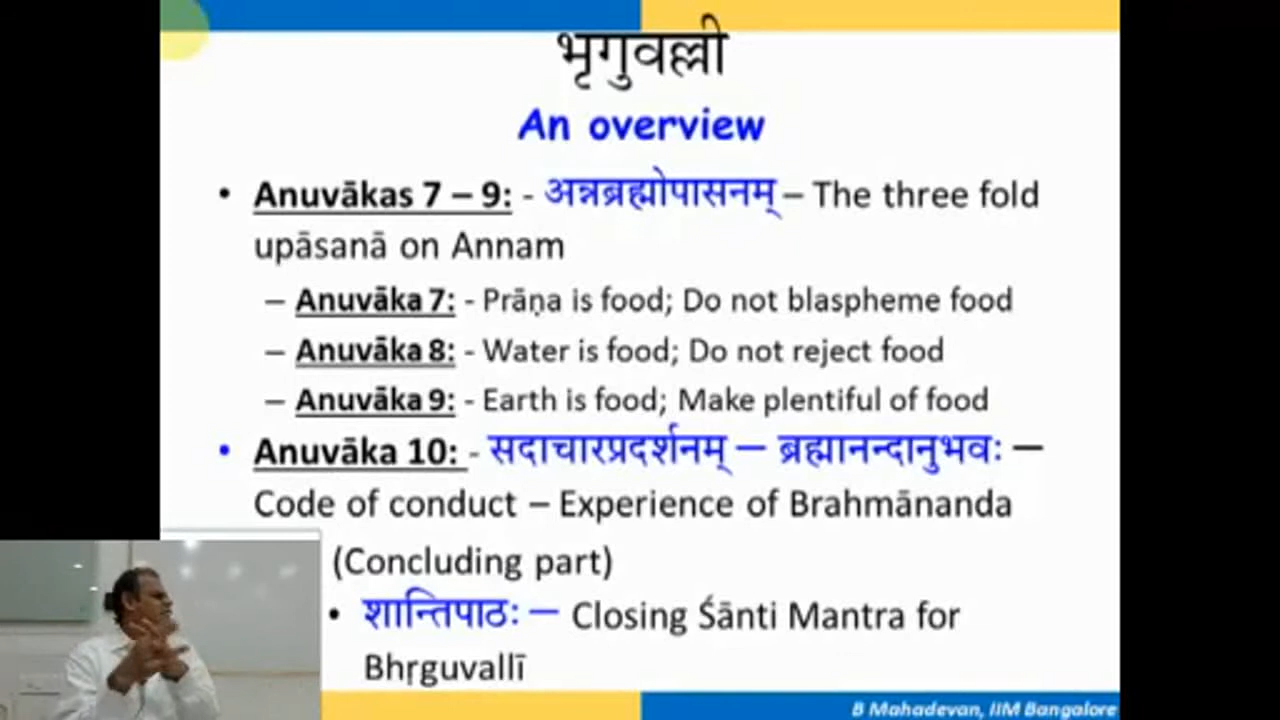 भृगुवल्ली
An overview
• Anuvākas 7 – 9: - अन्नब्रह्मोपासनम् – The three fold
upāsanā on Annam
– Anuvāka 7: - Prāṇa is food; Do not blaspheme food
– Anuvāka 8: - Water is food; Do not reject food
– Anuvāka 9: - Earth is food; Make plentiful of food
• Anuvāka 10: - सदाचारप्रदर्शनम् – ब्रह्मानन्दानुभवः –
Code of conduct – Experience of Brahmānanda
(Concluding part)
• शान्तिपाठः – Closing Śānti Mantra for
Bhṛguvallī
B Mahadevan, IIM Bangalore